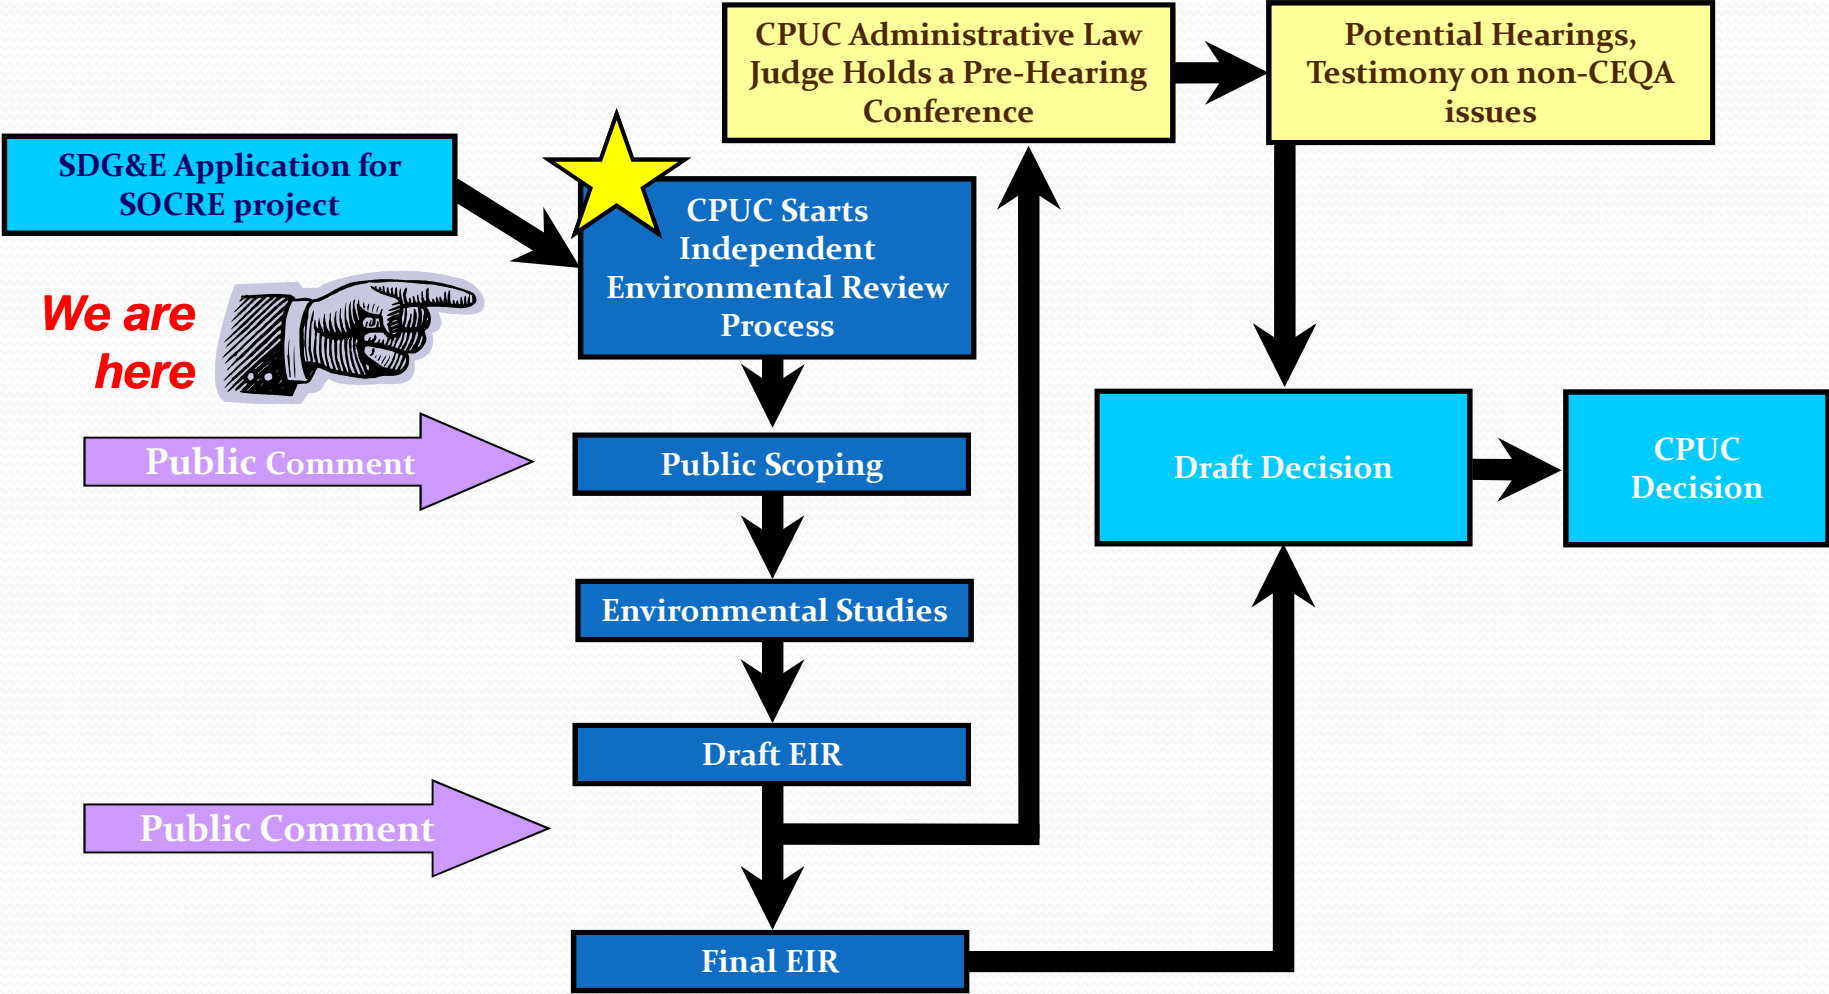 CPUC Administrative Law
Judge Holds a Pre-Hearing
Conference
Potential Hearings,
Testimony on non-CEQA
issues
SDG&E Application for
SOCRE project
CPUC Starts
Independent
Environmental Review
Process
We are
here
Public Comment
Public Scoping
Draft Decision
CPUC
Decision
Environmental Studies
Draft EIR
Public Comment
Final EIR